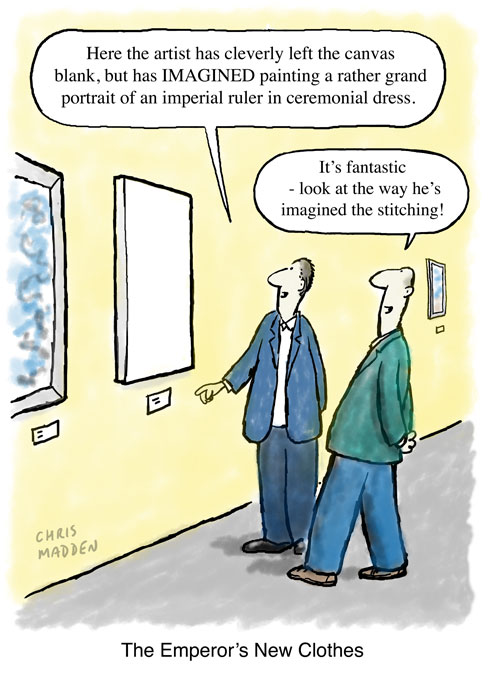 Here the artist has cleverly left the canvas
blank, but has IMAGINED painting a rather grand
portrait of an imperial ruler in ceremonial dress.
It's fantastic
- look at the way he's
imagined the stitching!
CHRIS
MADDEN
The Emperor's New Clothes